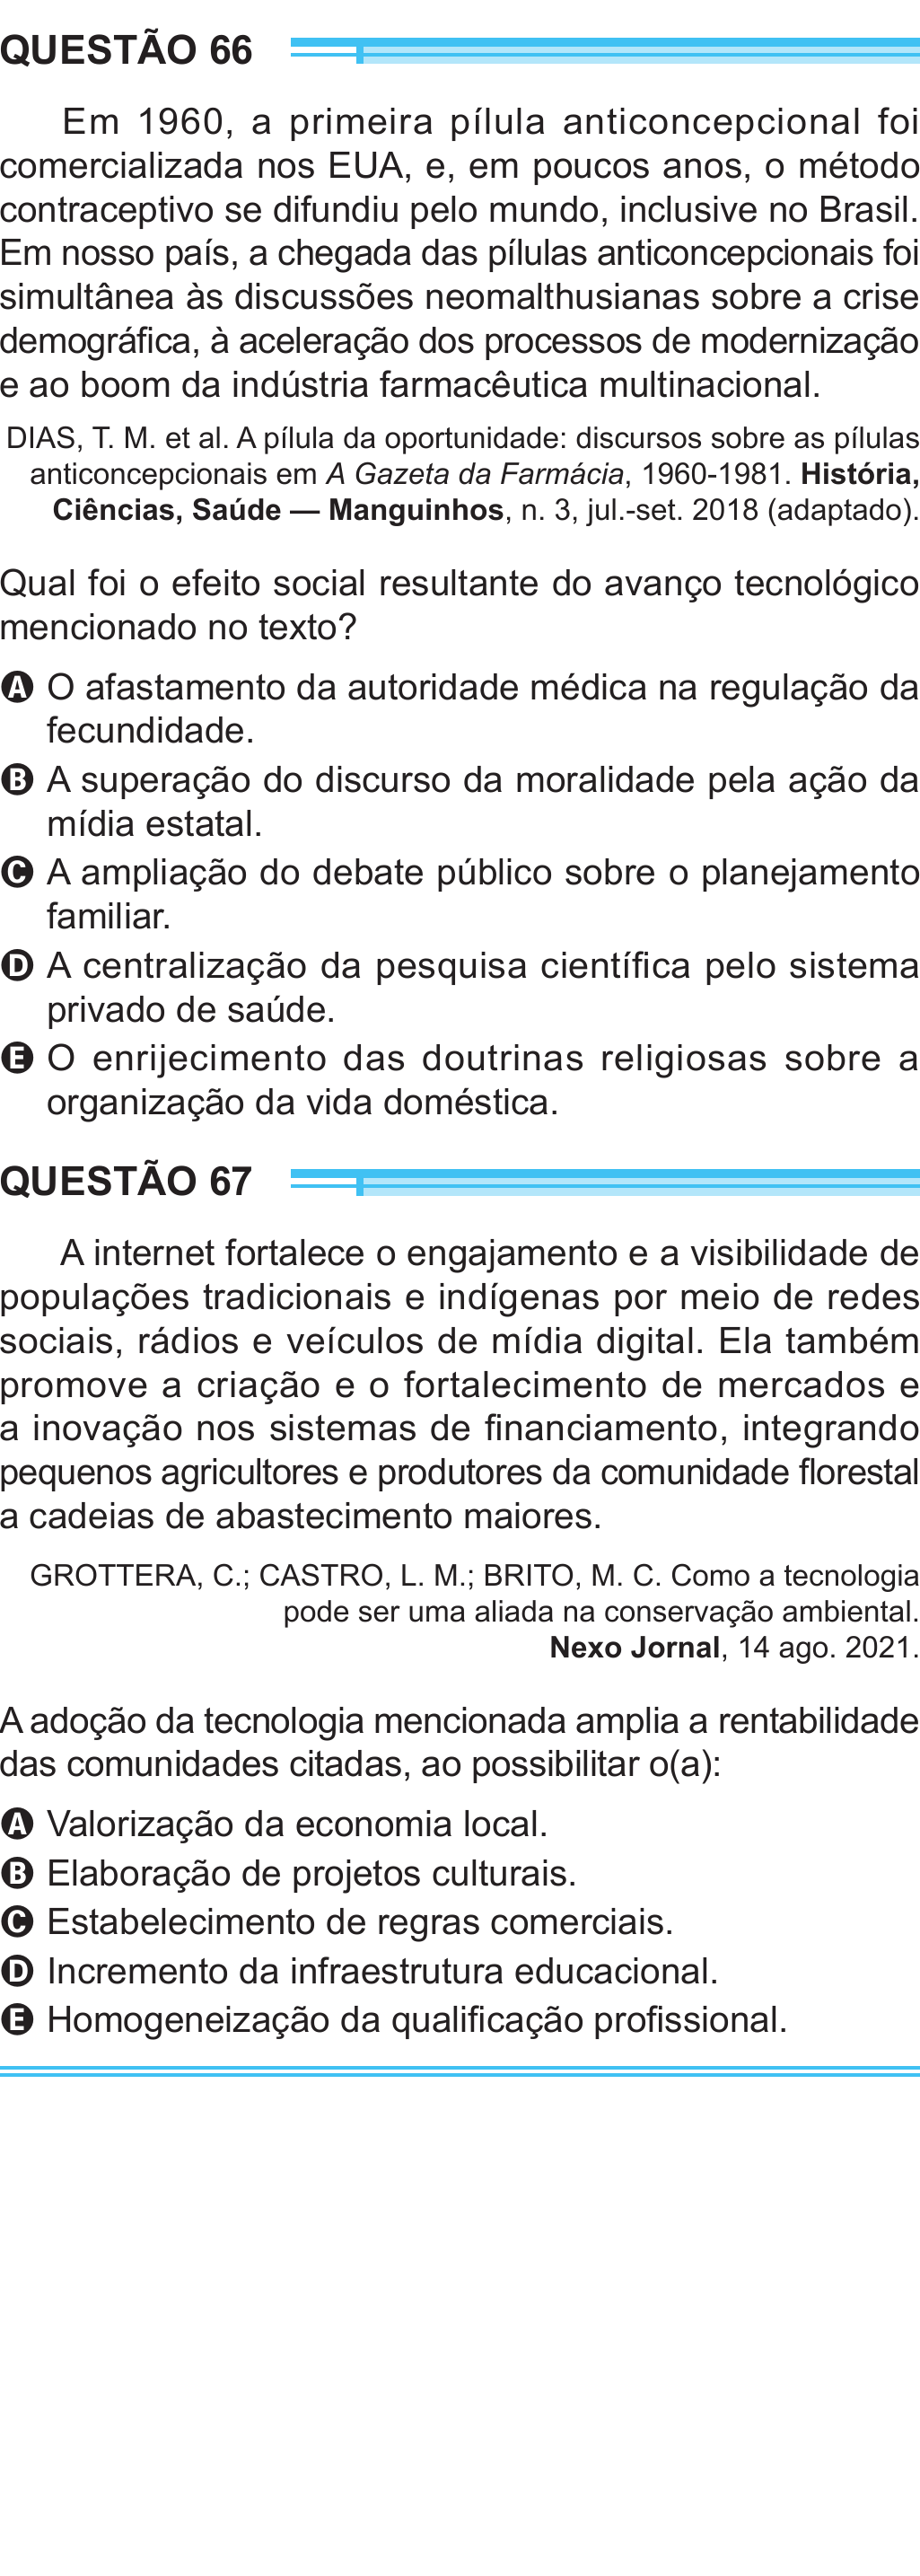 QUESTÃO 66
Em 1960, a primeira pílula anticoncepcional foi
comercializada nos EUA, e, em poucos anos, o método
contraceptivo se difundiu pelo mundo, inclusive no Brasil.
Em nosso país, a chegada das pílulas anticoncepcionais foi
simultânea às discussões neomalthusianas sobre a crise
demográfica, à aceleração dos processos de modernização
e ao boom da indústria farmacêutica multinacional.
DIAS, T. M. et al. A pílula da oportunidade: discursos sobre as pílulas
anticoncepcionais em A Gazeta da Farmácia, 1960-1981. História,
Ciências, Saúde — Manguinhos, n. 3, jul.-set. 2018 (adaptado).
Qual foi o efeito social resultante do avanço tecnológico
mencionado no texto?
A O afastamento da autoridade médica na regulação da
fecundidade.
B A superação do discurso da moralidade pela ação da
mídia estatal.
C A ampliação do debate público sobre o planejamento
familiar.
D A centralização da pesquisa científica pelo sistema
privado de saúde.
E O enrijecimento das doutrinas religiosas sobre a
organização da vida doméstica.
QUESTÃO 67
A internet fortalece o engajamento e a visibilidade de
populações tradicionais e indígenas por meio de redes
sociais, rádios e veículos de mídia digital. Ela também
promove a criação e o fortalecimento de mercados e
a inovação nos sistemas de financiamento, integrando
pequenos agricultores e produtores da comunidade florestal
a cadeias de abastecimento maiores.
GROTTERA, C.; CASTRO, L. M.; BRITO, M. C. Como a tecnologia
pode ser uma aliada na conservação ambiental.
Nexo Jornal, 14 ago. 2021.
A adoção da tecnologia mencionada amplia a rentabilidade
das comunidades citadas, ao possibilitar o(a):
A Valorização da economia local.
B Elaboração de projetos culturais.
C Estabelecimento de regras comerciais.
D Incremento da infraestrutura educacional.
E Homogeneização da qualificação profissional.